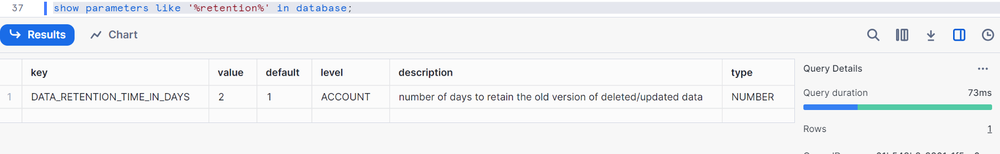 37 show parameters like '%retention%' in database;
Results Chart
key value default level description type
1 DATA_RETENTION_TIME_IN_DAYS 2 1 ACCOUNT number of days to retain the old version of deleted/updated data NUMBER
Query Details ...
Query duration 73ms
Rows 1